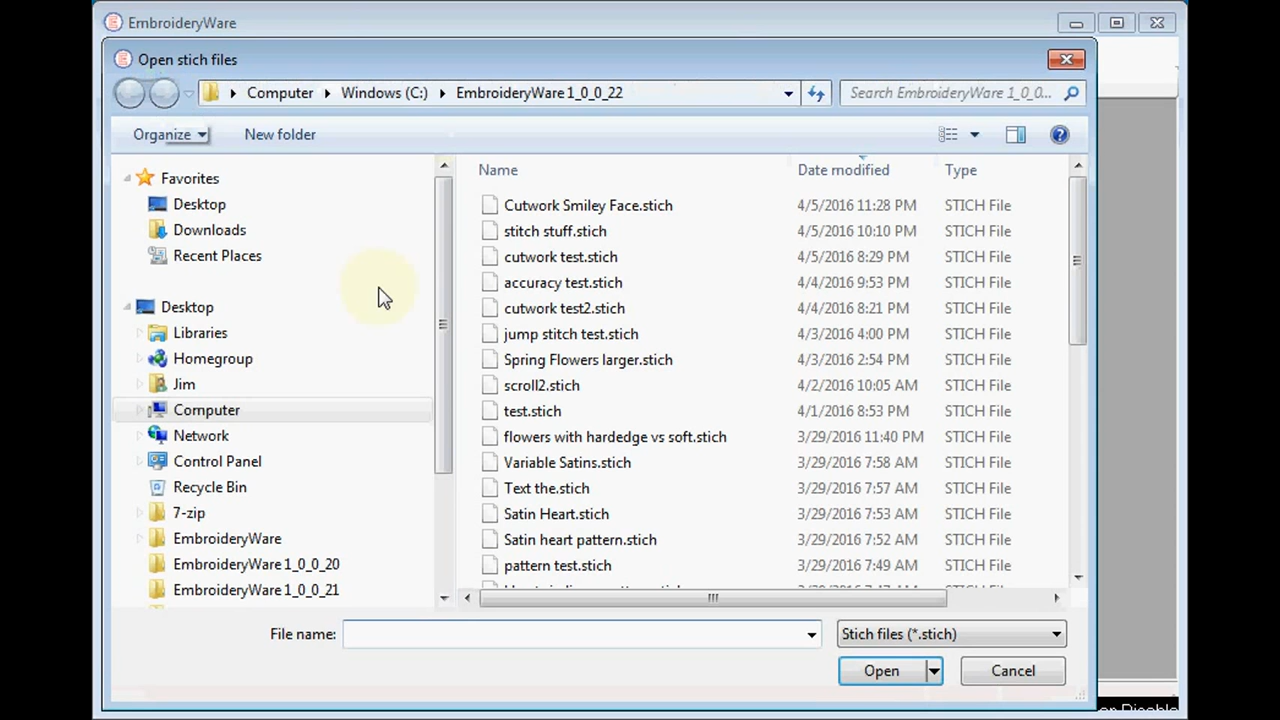 EmbroideryWare
Open stich files
Computer Windows (C:) EmbroideryWare 1_0_0_22 Search EmbroideryWare 1_0_0...
Organize New folder
Favorites
Desktop
Downloads
Recent Places
Desktop
Libraries
Homegroup
Jim
Computer
Network
Control Panel
Recycle Bin
7-zip
EmbroideryWare
EmbroideryWare 1_0_0_20
EmbroideryWare 1_0_0_21
Name Date modified Type
Cutwork Smiley Face.stich 4/5/2016 11:28 PM STICH File
stitch stuff.stich 4/5/2016 10:10 PM STICH File
cutwork test.stich 4/5/2016 8:29 PM STICH File
accuracy test.stich 4/4/2016 9:53 PM STICH File
cutwork test2.stich 4/4/2016 8:21 PM STICH File
jump stitch test.stich 4/3/2016 4:00 PM STICH File
Spring Flowers larger.stich 4/3/2016 2:54 PM STICH File
scroll2.stich 4/2/2016 10:05 AM STICH File
test.stich 4/1/2016 8:53 PM STICH File
flowers with hardedge vs soft.stich 3/29/2016 11:40 PM STICH File
Variable Satins.stich 3/29/2016 7:58 AM STICH File
Text the.stich 3/29/2016 7:57 AM STICH File
Satin Heart.stich 3/29/2016 7:53 AM STICH File
Satin heart pattern.stich 3/29/2016 7:52 AM STICH File
pattern test.stich 3/29/2016 7:49 AM STICH File
File name: Stich files (*.stich)
Open Cancel